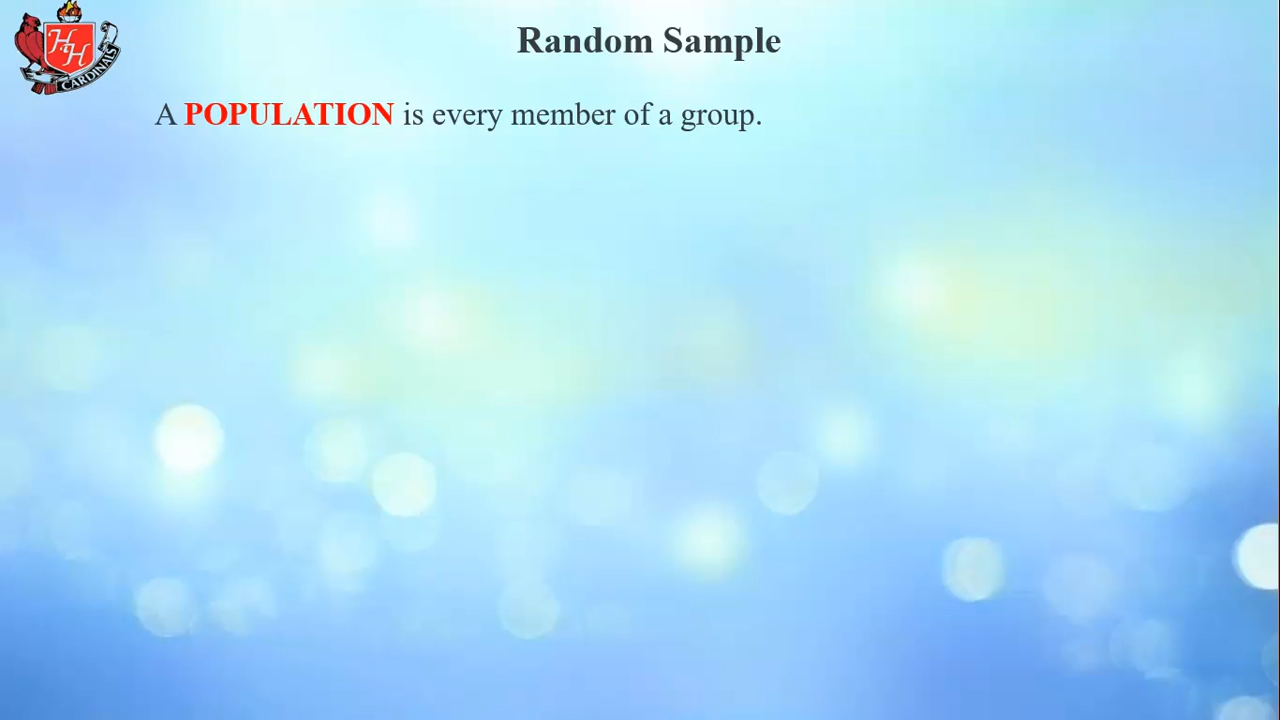 HH
CARDINALS
Random Sample
A POPULATION is every member of a group.